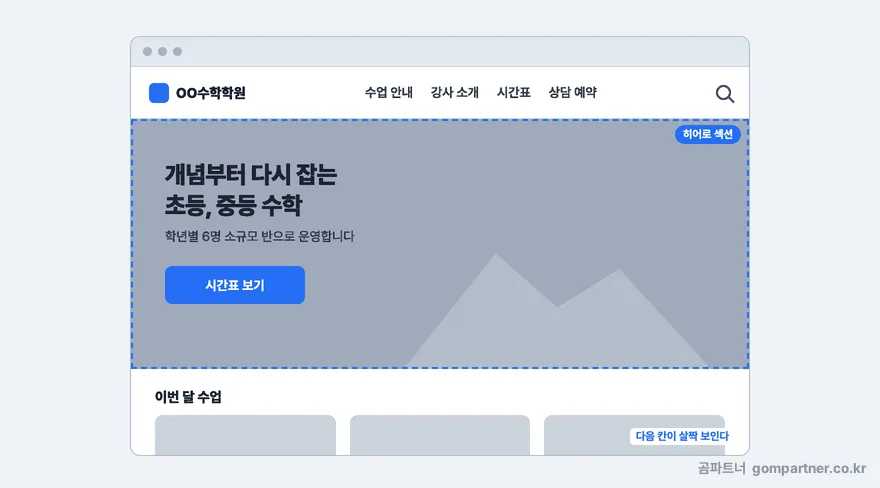 OO수학학원
수업 안내 강사 소개 시간표 상담 예약
히어로 섹션
개념부터 다시 잡는
초등, 중등 수학
학년별 6명 소규모 반으로 운영합니다
시간표 보기
이번 달 수업
다음 칸이 살짝 보인다
곰파트너 gompartner.co.kr